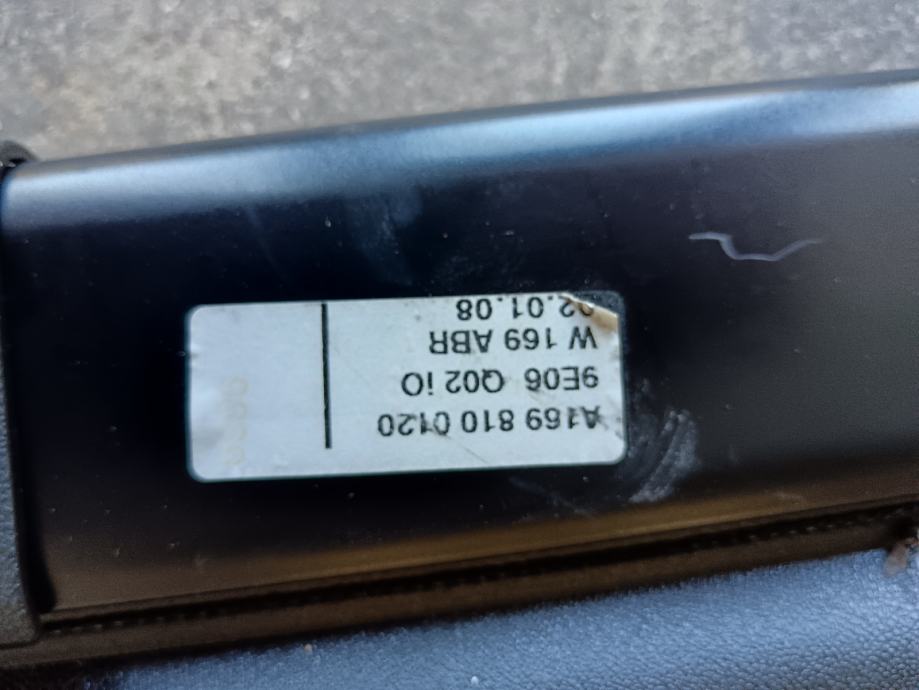 A169 810 0120
9E06 Q02 iO
W 169 ABR
02.01.08